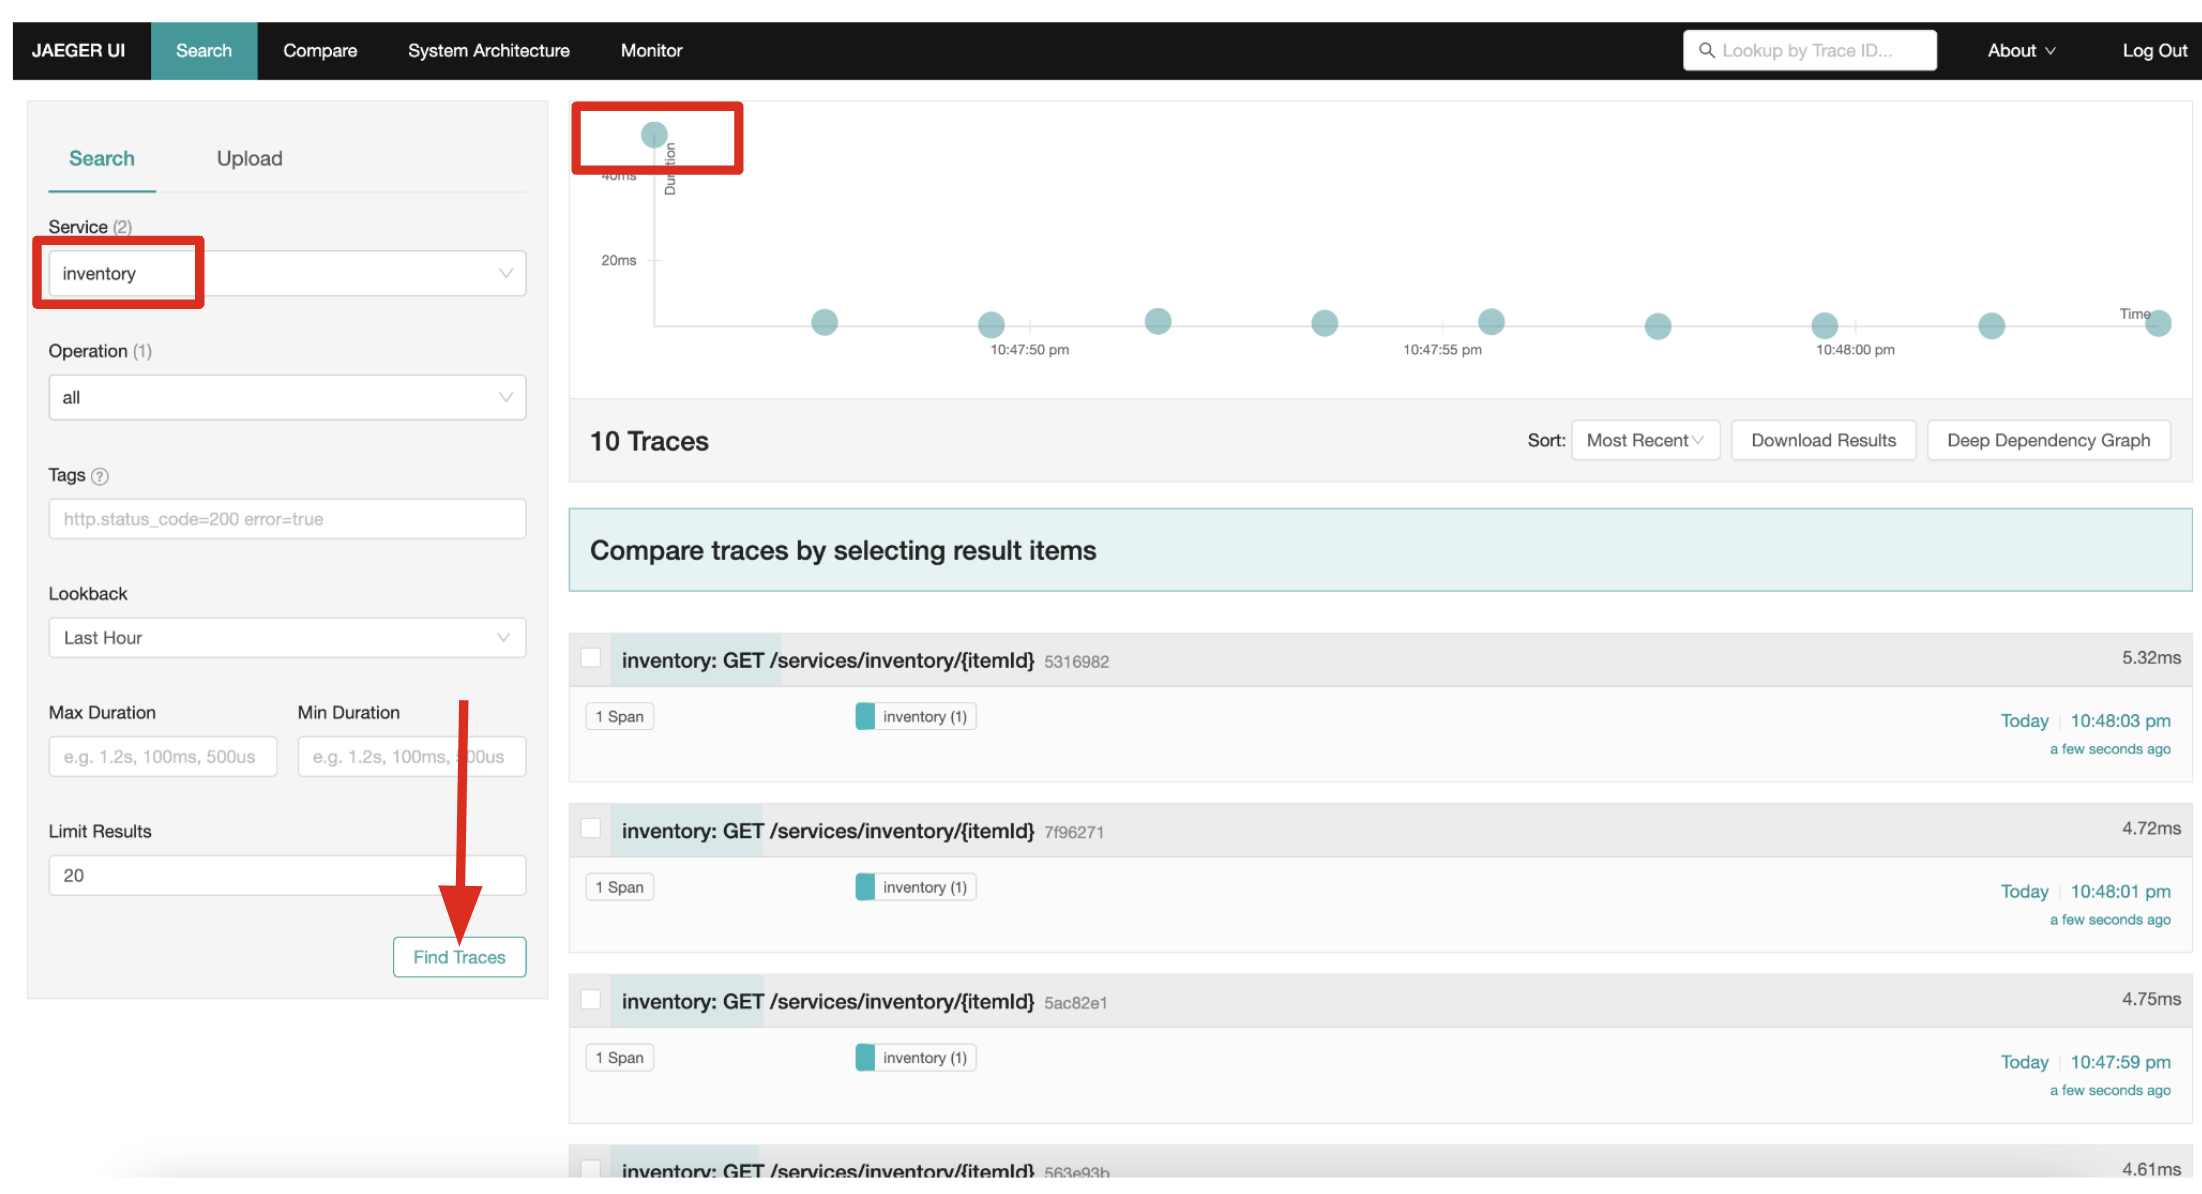 JAEGER UI Search Compare System Architecture Monitor Lookup by Trace ID... About Log Out
Search Upload
Service (2)
inventory
Operation (1)
all
Tags ?
http.status_code=200 error=true
Lookback
Last Hour
Max Duration Min Duration
e.g. 1.2s, 100ms, 500us e.g. 1.2s, 100ms, 500us
Limit Results
20
Find Traces
Duration
40ms
20ms
Time
10:47:50 pm 10:47:55 pm 10:48:00 pm
10 Traces Sort: Most Recent Download Results Deep Dependency Graph
Compare traces by selecting result items
inventory: GET /services/inventory/{itemId} 5316982 5.32ms
1 Span inventory (1) Today 10:48:03 pm
a few seconds ago
inventory: GET /services/inventory/{itemId} 7f96271 4.72ms
1 Span inventory (1) Today 10:48:01 pm
a few seconds ago
inventory: GET /services/inventory/{itemId} 5ac82e1 4.75ms
1 Span inventory (1) Today 10:47:59 pm
a few seconds ago
inventory: GET /services/inventory/{itemId} 563e93b 4.61ms